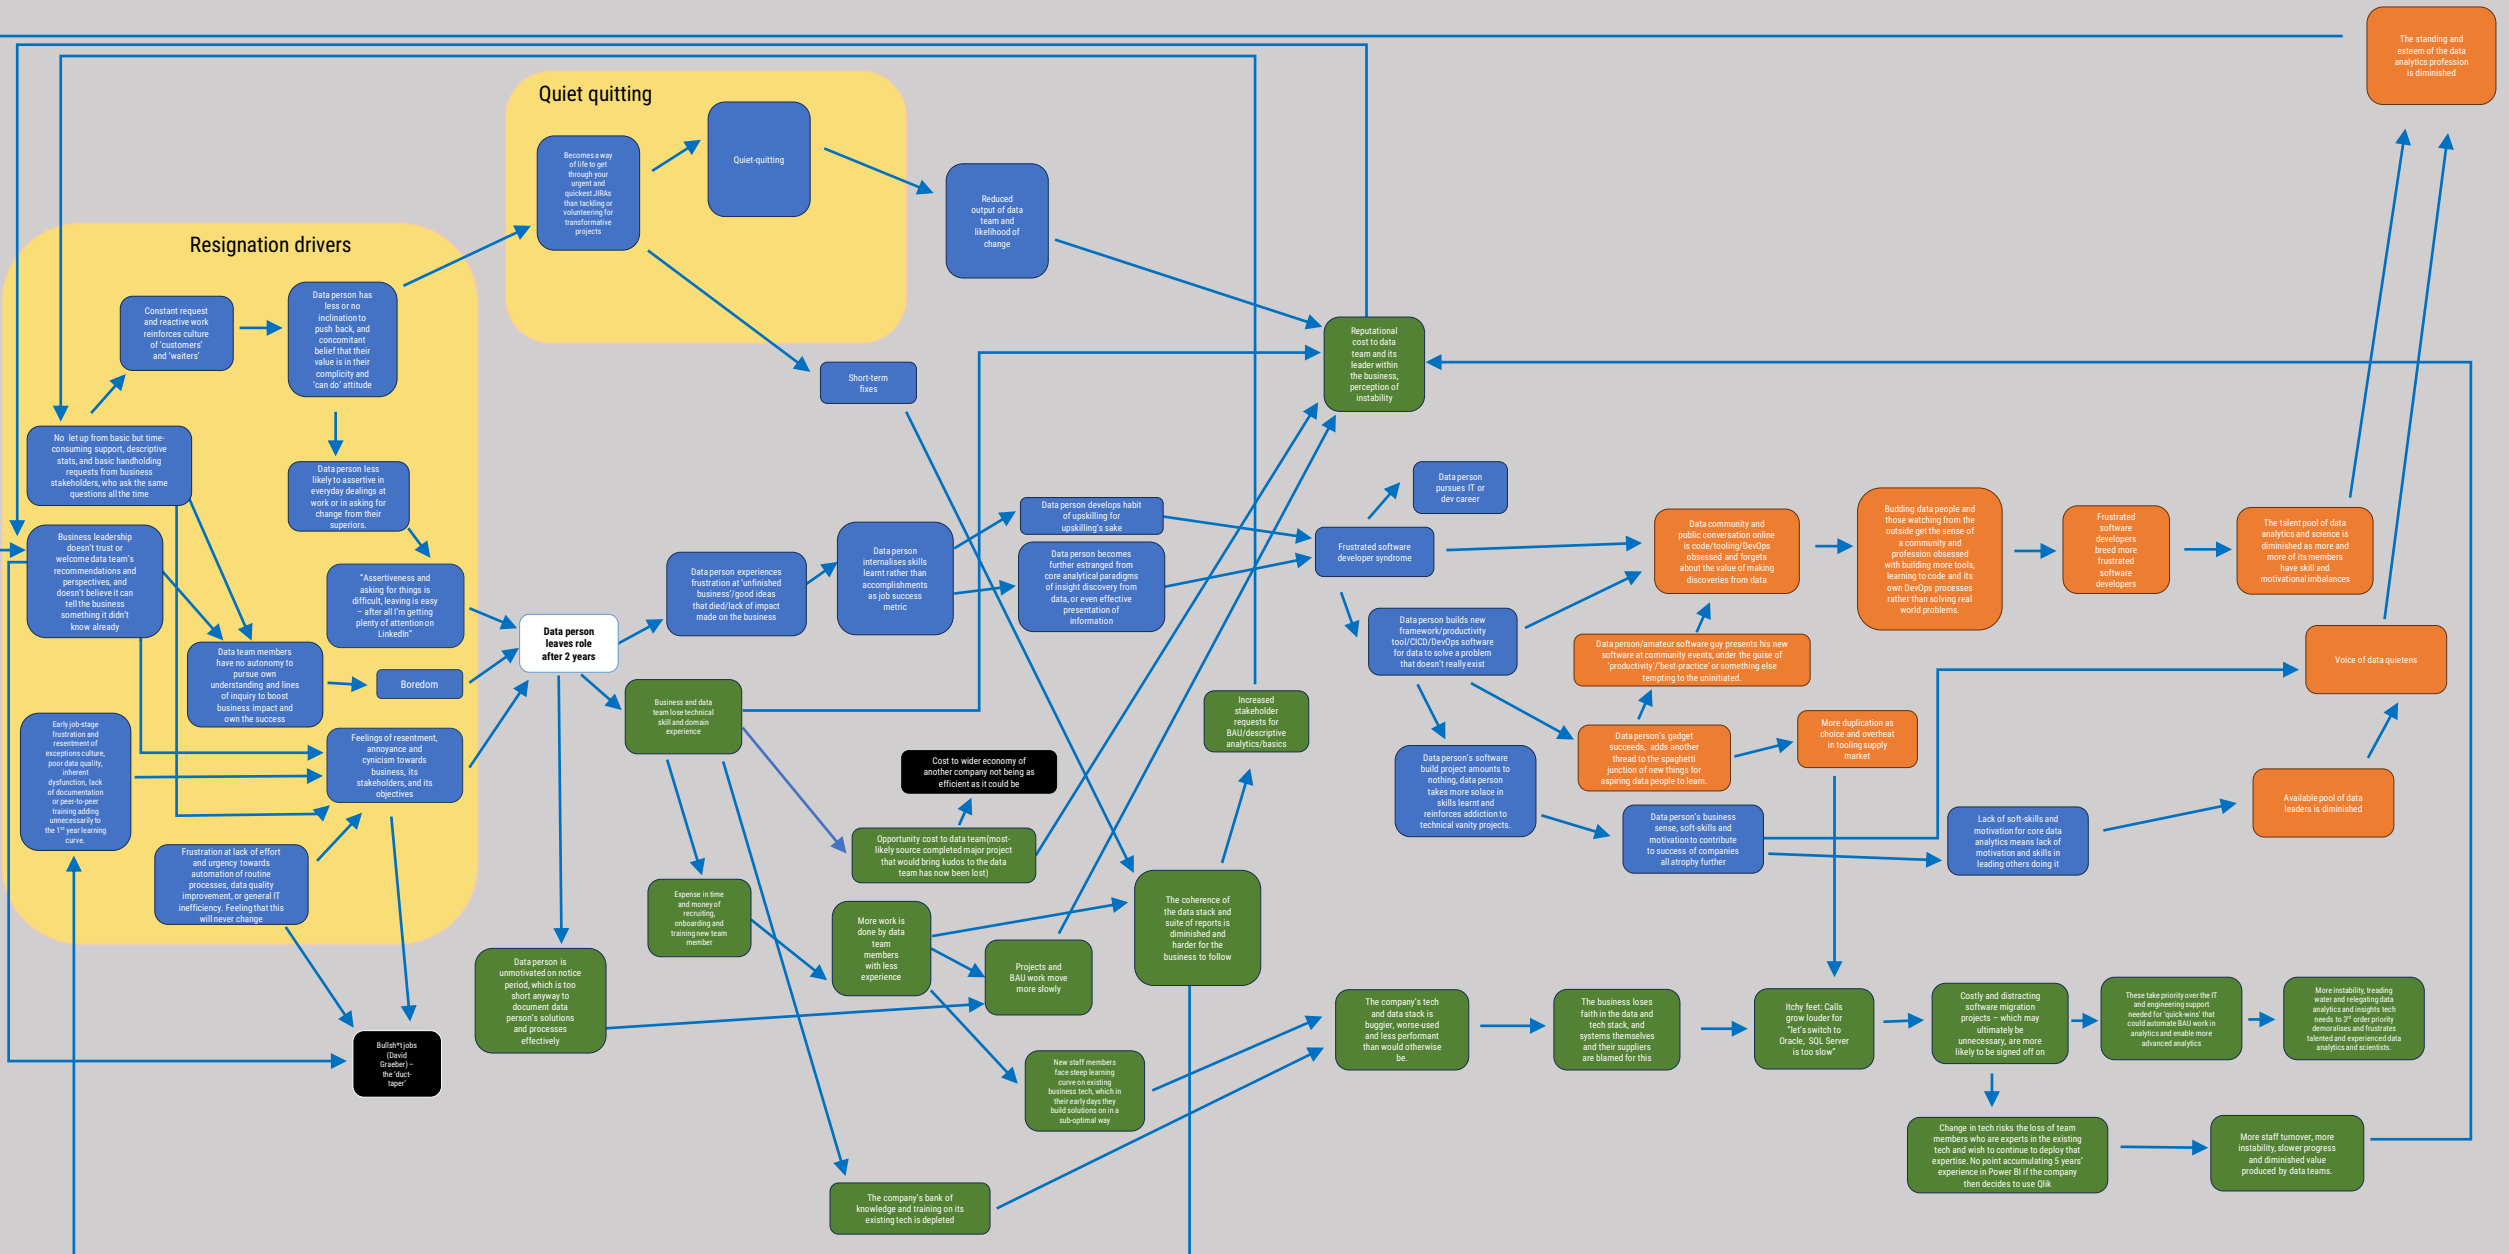 The standing and
esteem of the data
analytics profession
is diminished
Quiet quitting
Becomes a way
of life to get
through your
urgent and
quickest JIRAs
than tackling or
volunteering for
transformative
projects
Quiet-quitting
Reduced
output of data
team and
likelihood of
change
Resignation drivers
Constant request
and reactive work
reinforces culture
of ‘customers’
and ‘waiters’
Data person has
less or no
inclination to
push back, and
concomitant
belief that their
value is in their
complicity and
‘can do’ attitude
Short-term
fixes
Reputational
cost to data
team and its
leader within
the business,
perception of
instability
No let up from basic but time-
consuming support, descriptive
stats, and basic handholding
requests from business
stakeholders, who ask the same
questions all the time
Data person less
likely to assertive in
everyday dealings at
work or in asking for
change from their
superiors.
Business leadership
doesn’t trust or
welcome data team’s
recommendations and
perspectives, and
doesn’t believe it can
tell the business
something it didn’t
know already
“Assertiveness and
asking for things is
difficult, leaving is easy
– after all I’m getting
plenty of attention on
LinkedIn”
Data person
leaves role
after 2 years
Data team members
have no autonomy to
pursue own
understanding and lines
of inquiry to boost
business impact and
own the success
Boredom
Early job-stage
frustration and
resentment of
exceptions culture,
poor data quality,
inherent
dysfunction, lack
of documentation
or peer-to-peer
training adding
unnecessarily to
the 1st year learning
curve.
Feelings of resentment,
annoyance and
cynicism towards
business, its
stakeholders, and its
objectives
Frustration at lack of effort
and urgency towards
automation of routine
processes, data quality
improvement, or general IT
inefficiency. Feeling that this
will never change
Bullsh*t jobs
(David
Graeber) –
the ‘duct-
taper’
Data person experiences
frustration at ‘unfinished
business’/good ideas
that died/lack of impact
made on the business
Data person
internalises skills
learnt rather than
accomplishments
as job success
metric
Data person develops habit
of upskilling for
upskilling’s sake
Data person becomes
further estranged from
core analytical paradigms
of insight discovery from
data, or even effective
presentation of
information
Frustrated software
developer syndrome
Data person
pursues IT or
dev career
Data person builds new
framework/productivity
tool/CICD/DevOps software
for data to solve a problem
that doesn’t really exist
Data community and
public conversation online
is code/tooling/DevOps
obsessed and forgets
about the value of making
discoveries from data
Budding data people and
those watching from the
outside get the sense of
a community and
profession obsessed
with building more tools,
learning to code and its
own DevOps processes
rather than solving real
world problems.
Frustrated
software
developers
breed more
frustrated
software
developers
The talent pool of data
analytics and science is
diminished as more and
more of its members
have skill and
motivational imbalances
Data person/amateur software guy presents his new
software at community events, under the guise of
‘productivity’/‘best-practice’ or something else
tempting to the uninitiated.
Voice of data quietens
Business and data
team lose technical
skill and domain
experience
Increased
stakeholder
requests for
BAU/descriptive
analytics/basics
Data person’s gadget
succeeds, adds another
thread to the spaghetti
junction of new things for
aspiring data people to learn.
More duplication as
choice and overheat
in tooling supply
market
Cost to wider economy of
another company not being as
efficient as it could be
Data person’s software
build project amounts to
nothing, data person
takes more solace in
skills learnt and
reinforces addiction to
technical vanity projects.
Data person’s business
sense, soft-skills and
motivation to contribute
to success of companies
all atrophy further
Lack of soft-skills and
motivation for core data
analytics means lack of
motivation and skills in
leading others doing it
Available pool of data
leaders is diminished
Opportunity cost to data team(most-
likely source completed major project
that would bring kudos to the data
team has now been lost)
Expense in time
and money of
recruiting,
onboarding and
training new team
member
More work is
done by data
team
members
with less
experience
The coherence of
the data stack and
suite of reports is
diminished and
harder for the
business to follow
Data person is
unmotivated on notice
period, which is too
short anyway to
document data
person’s solutions
and processes
effectively
Projects and
BAU work move
more slowly
New staff members
face steep learning
curve on existing
business tech, which in
their early days they
build solutions on in a
sub-optimal way
The company’s tech
and data stack is
buggier, worse-used
and less performant
than would otherwise
be.
The business loses
faith in the data and
tech stack, and
systems themselves
and their suppliers
are blamed for this
Itchy feet: Calls
grow louder for
“let’s switch to
Oracle, SQL Server
is too slow”
Costly and distracting
software migration
projects – which may
ultimately be
unnecessary, are more
likely to be signed off on
These take priority over the IT
and engineering support
needed for ‘quick-wins’ that
could automate BAU work in
analytics and enable more
advanced analytics
More instability, treading
water and relegating data
analytics and insights tech
needs to 3rd order priority
demoralises and frustrates
talented and experienced data
analytics and scientists.
Change in tech risks the loss of team
members who are experts in the existing
tech and wish to continue to deploy that
expertise. No point accumulating 5 years’
experience in Power BI if the company
then decides to use Qlik
More staff turnover, more
instability, slower progress
and diminished value
produced by data teams.
The company’s bank of
knowledge and training on its
existing tech is depleted